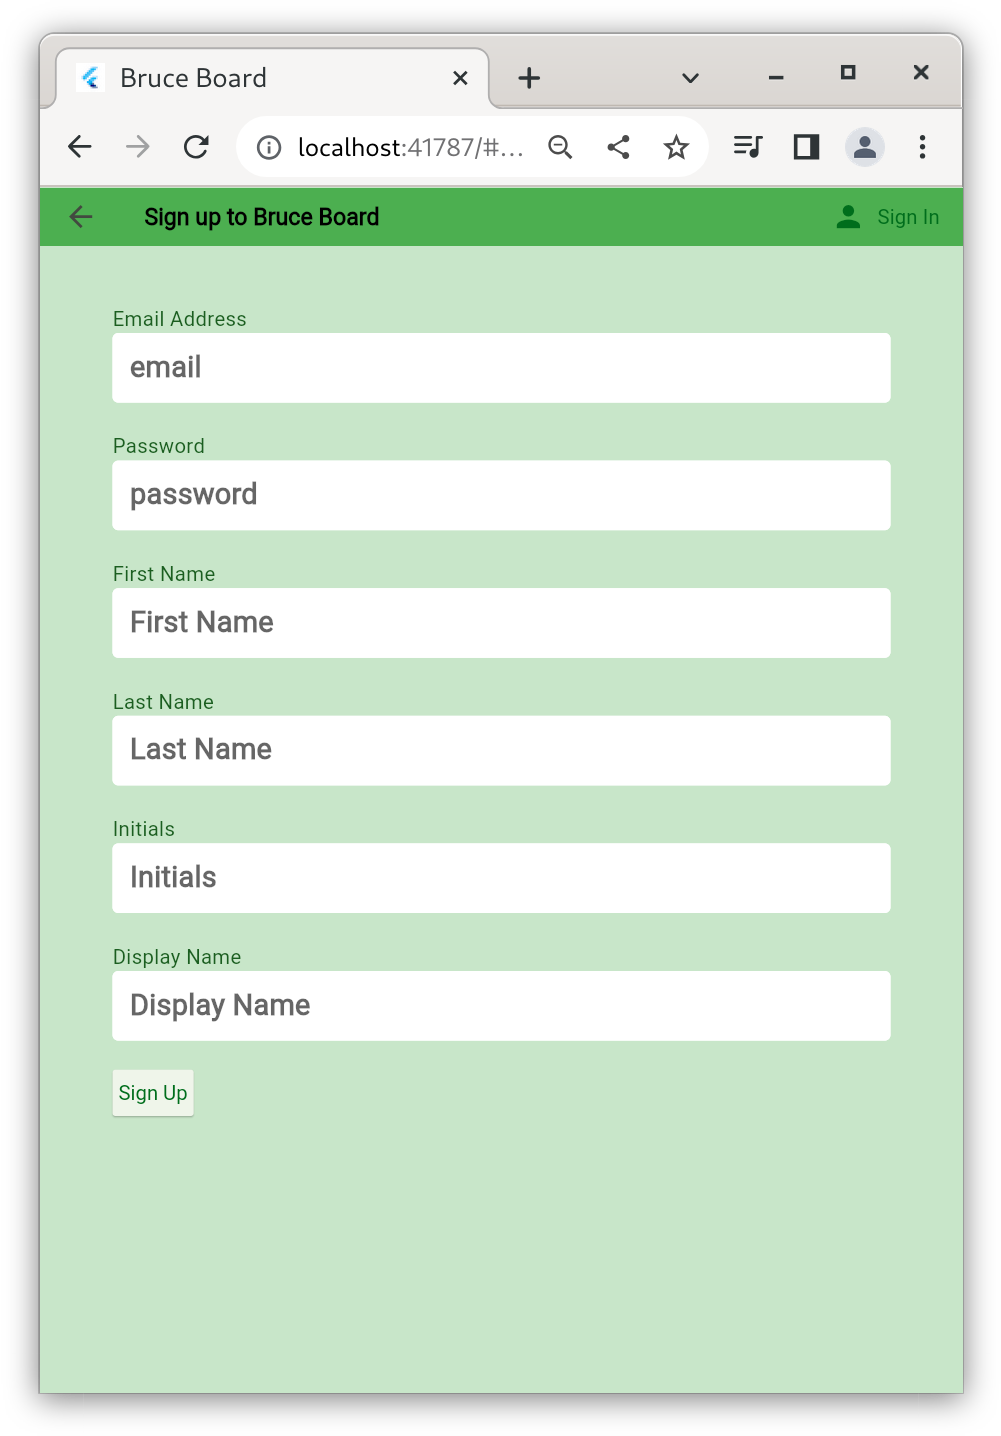 Bruce Board
localhost:41787/#...
Sign up to Bruce Board
Sign In
Email Address
email
Password
password
First Name
First Name
Last Name
Last Name
Initials
Initials
Display Name
Display Name
Sign Up